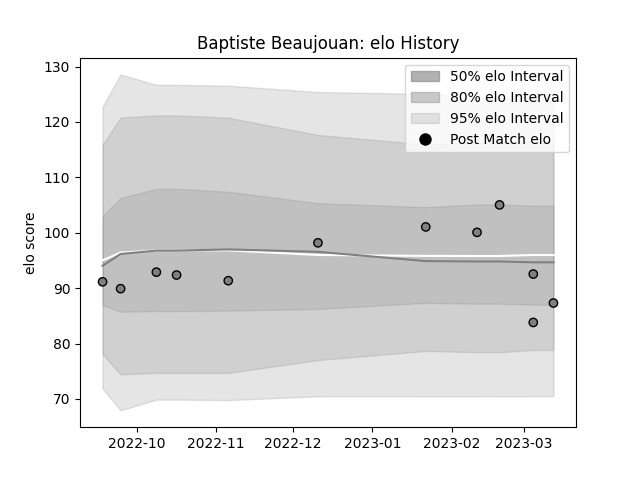 Baptiste Beaujouan: elo History
130
120
110
100
90
80
70
elo score
50% elo Interval
80% elo Interval
95% elo Interval
Post Match elo
2022-10
2022-11
2022-12
2023-01
2023-02
2023-03